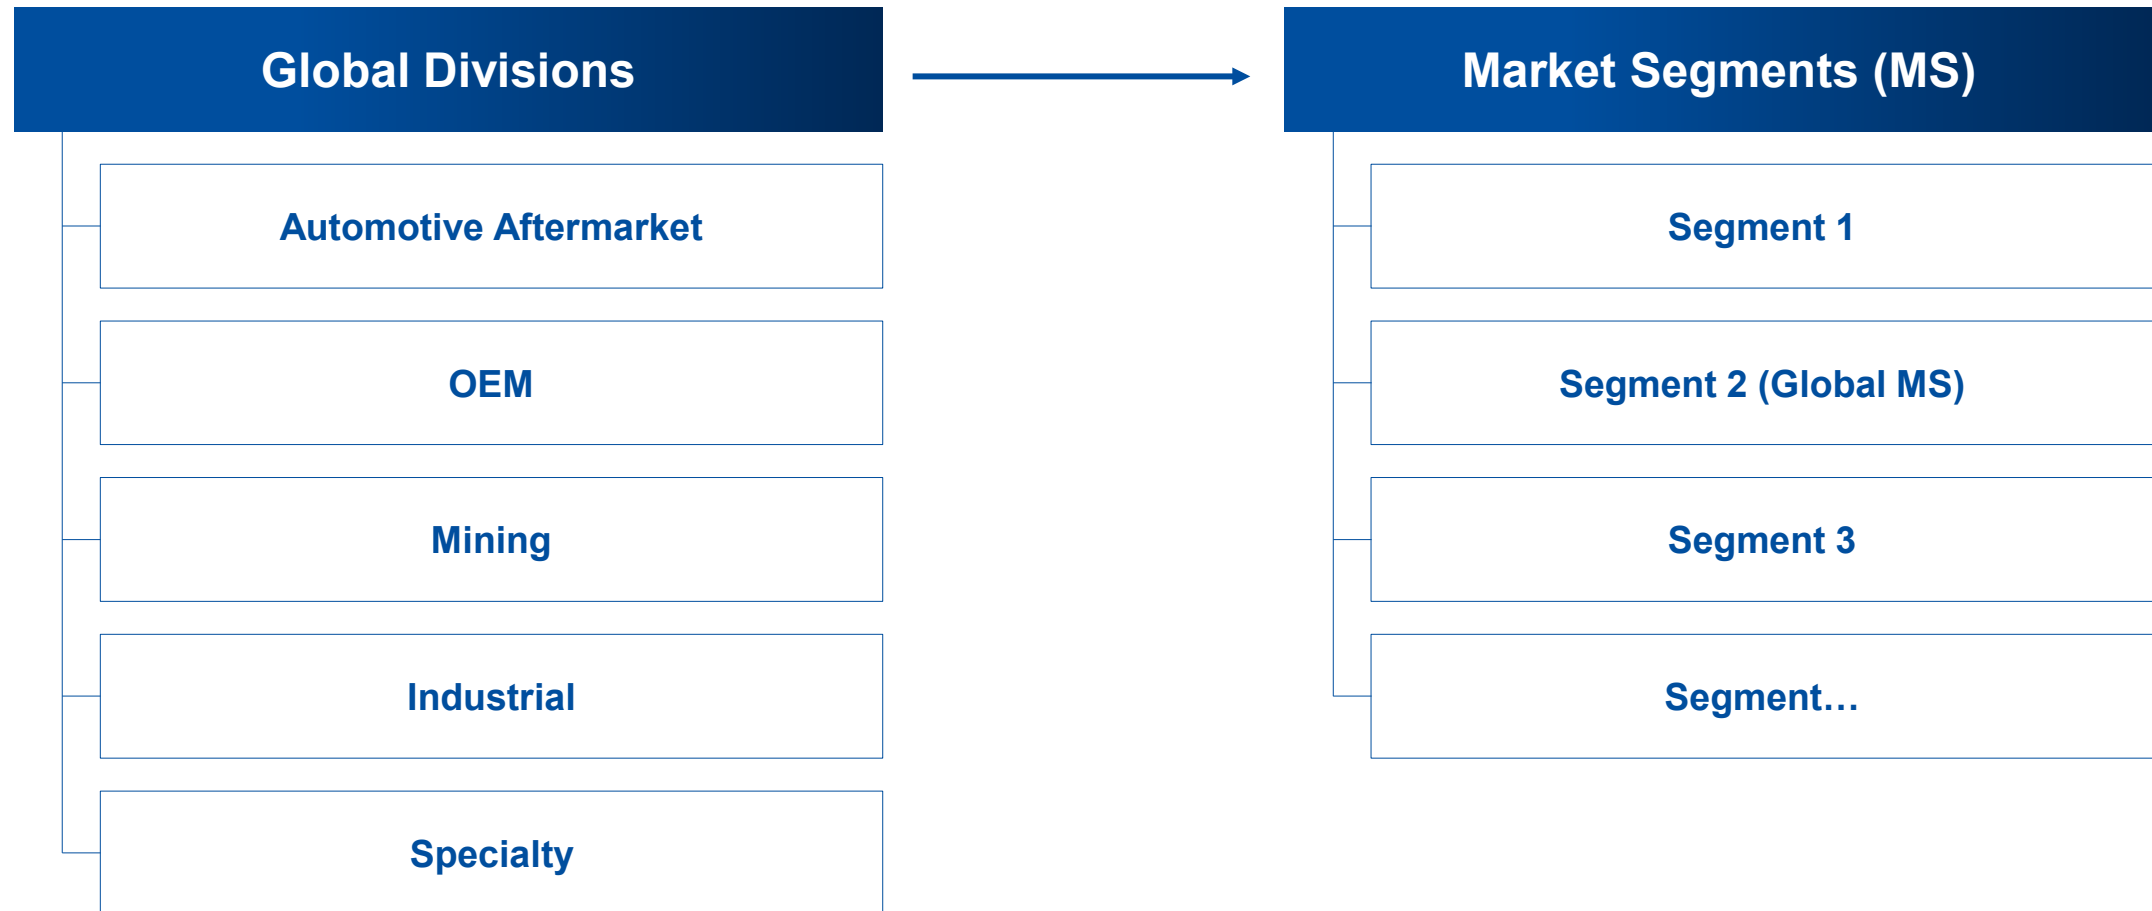 Global Divisions
Automotive Aftermarket
OEM
Mining
Industrial
Specialty
Market Segments (MS)
Segment 1
Segment 2 (Global MS)
Segment 3
Segment…